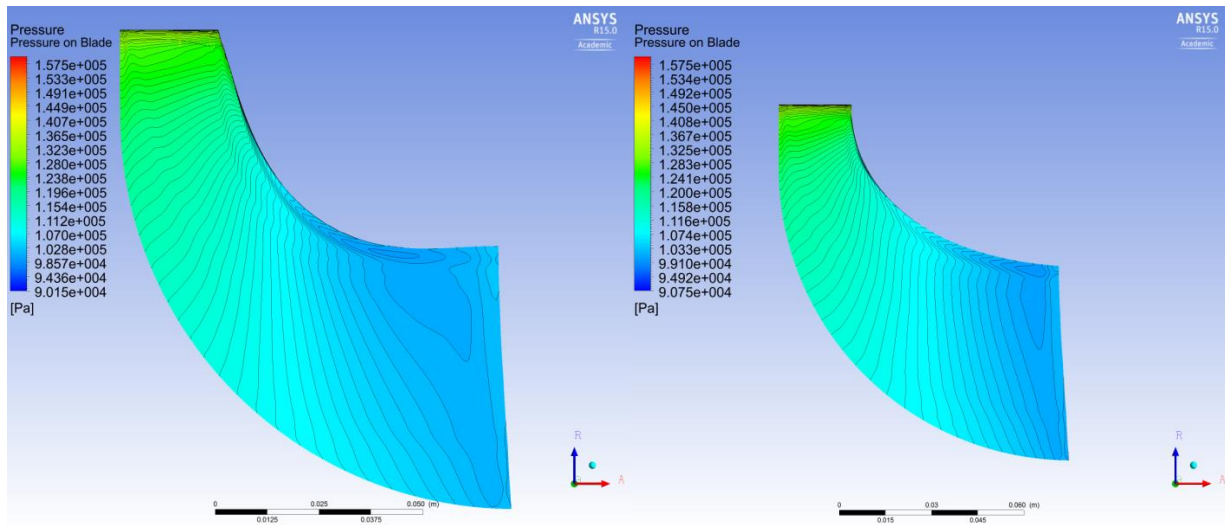 Pressure
Pressure on Blade
1.575e+005
1.533e+005
1.491e+005
1.449e+005
1.407e+005
1.365e+005
1.322e+005
1.280e+005
1.238e+005
1.196e+005
1.154e+005
1.112e+005
1.070e+005
1.028e+005
9.857e+004
9.436e+004
9.015e+004
[Pa]
ANSYS
R15.0
Academic
R
A
0
0.025
0.050
(m)
0.0125
0.0375
Pressure
Pressure on Blade
1.575e+005
1.533e+005
1.492e+005
1.450e+005
1.408e+005
1.367e+005
1.325e+005
1.283e+005
1.241e+005
1.200e+005
1.158e+005
1.116e+005
1.074e+005
1.033e+005
9.910e+004
9.492e+004
9.075e+004
[Pa]
ANSYS
R15.0
Academic
R
A
0
0.03
0.060
(m)
0.015
0.045